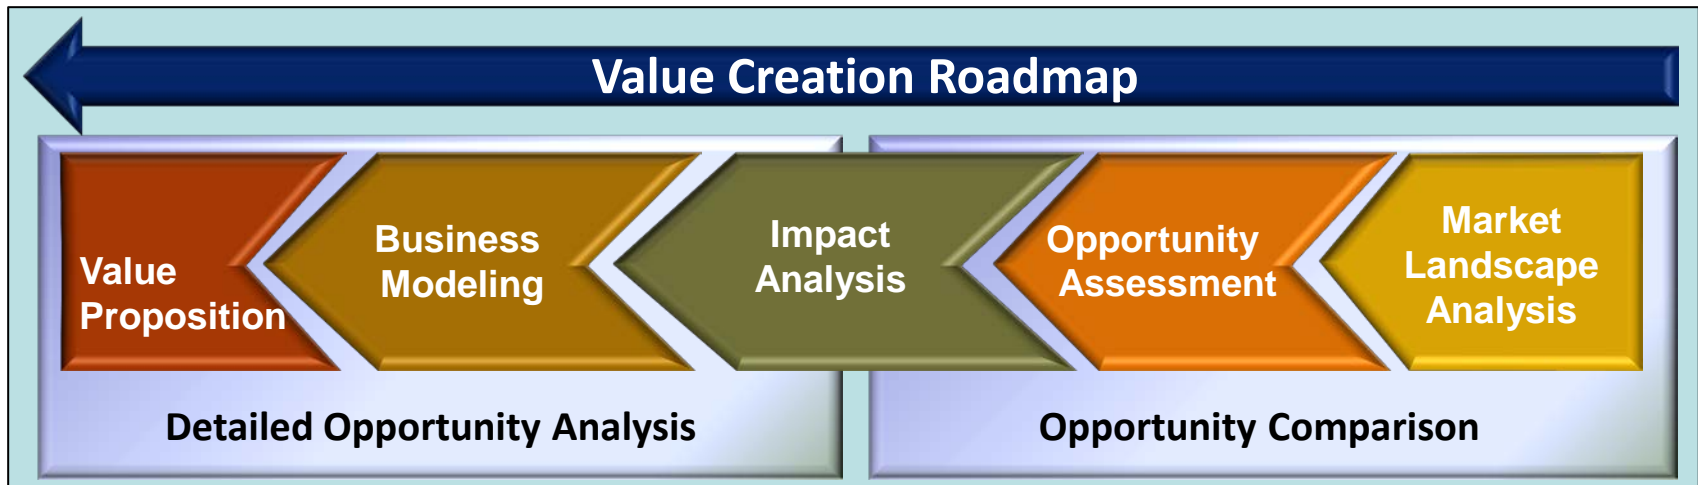 Value Creation Roadmap
Value
Proposition
Business
Modeling
Impact
Analysis
Opportunity
Assessment
Market
Landscape
Analysis
Detailed Opportunity Analysis
Opportunity Comparison